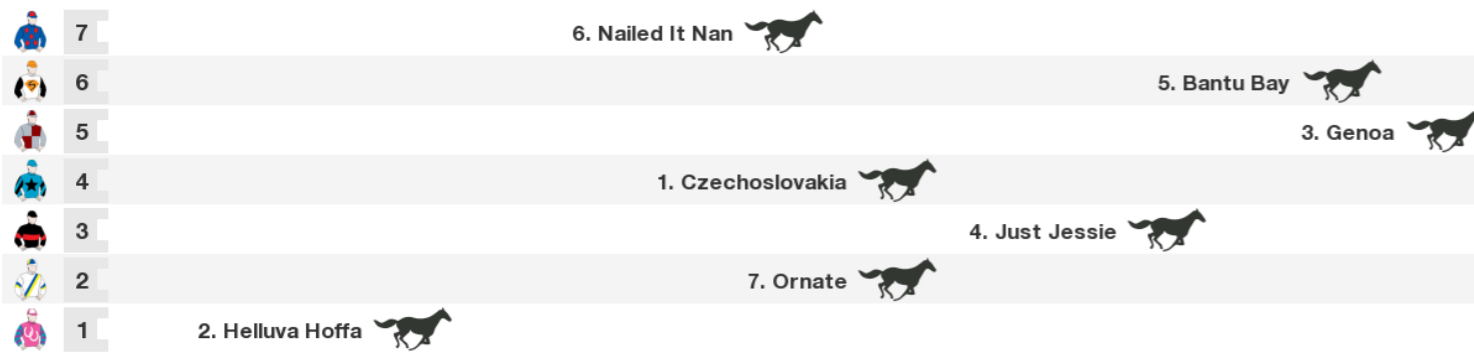 7 6. Nailed It Nan
6 5. Bantu Bay
5 3. Genoa
4 1. Czechoslovakia
3 4. Just Jessie
2 7. Ornate
1 2. Helluva Hoffa